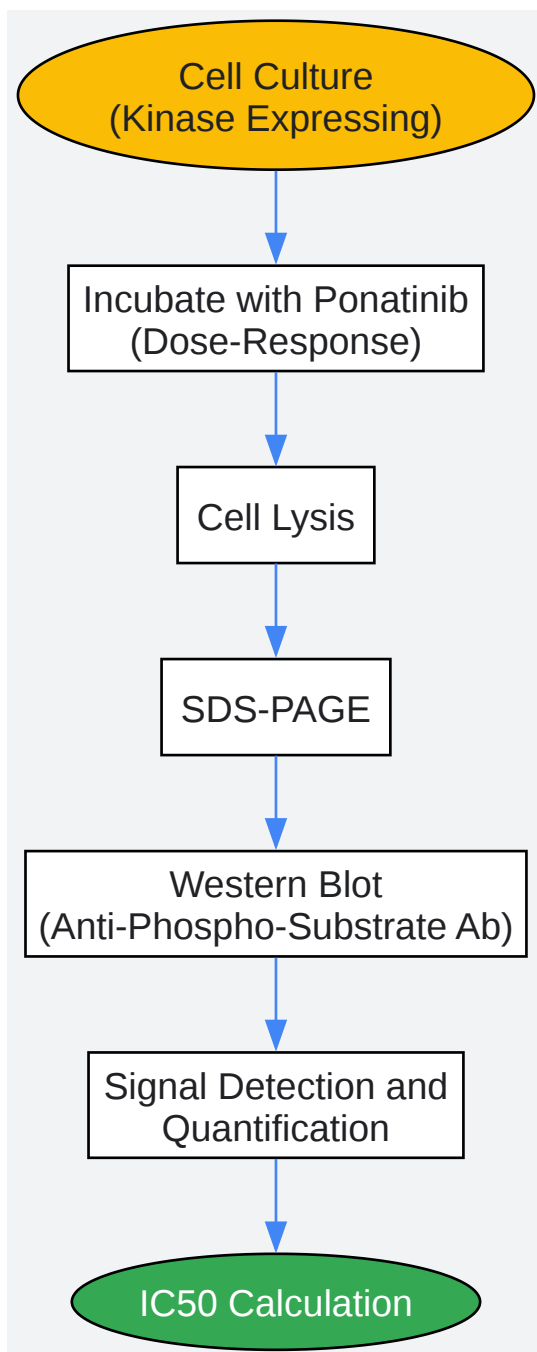 Cell Culture
(Kinase Expressing)
Incubate with Ponatinib
(Dose-Response)
Cell Lysis
SDS-PAGE
Western Blot
(Anti-Phospho-Substrate Ab)
Signal Detection and
Quantification
IC50 Calculation